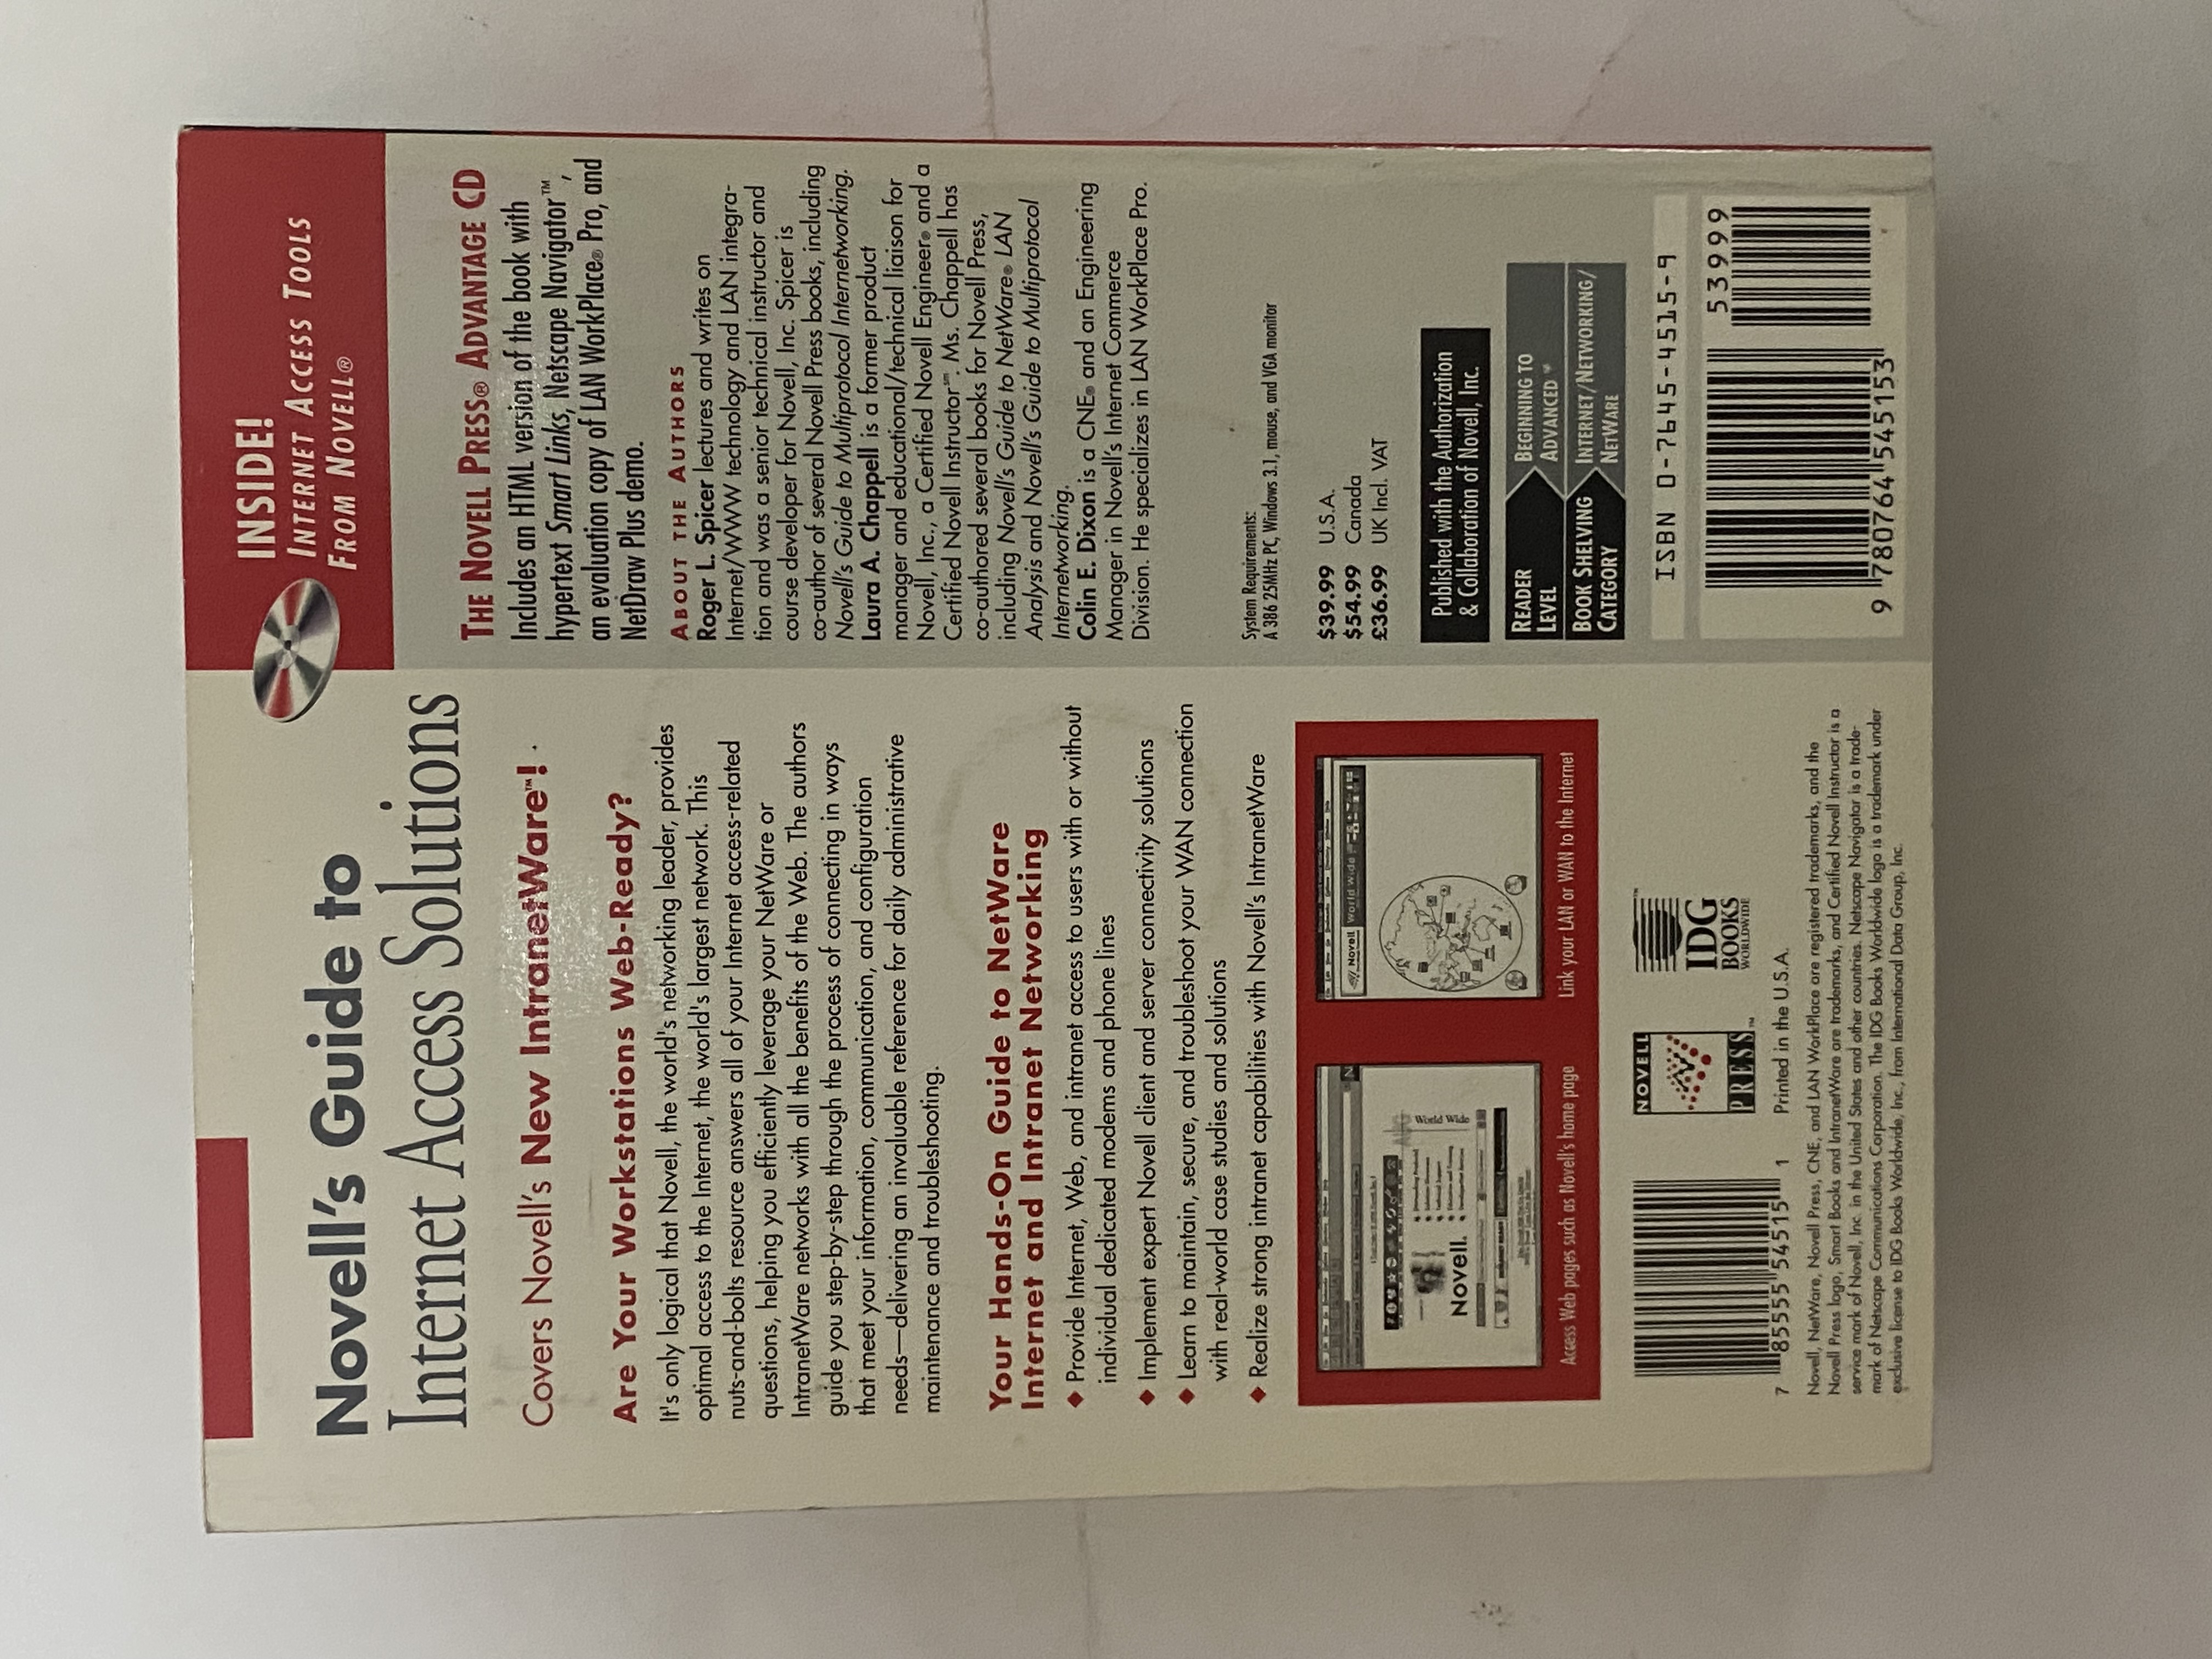 Novell's Guide to
Internet Access Solutions
Covers Novell's New IntranetWare™!
Are Your Workstations Web-Ready?
It's only logical that Novell, the world's networking leader, provides
optimal access to the Internet, the world's largest network. This
nuts-and-bolts resource answers all of your Internet access-related
questions, helping you efficiently leverage your NetWare or
IntranetWare networks with all the benefits of the Web. The authors
guide you step-by-step through the process of connecting in ways
that meet your information, communication, and configuration
needs—delivering an invaluable reference for daily administrative
maintenance and troubleshooting.
Your Hands-On Guide to NetWare
Internet and Intranet Networking
◆ Provide Internet, Web, and intranet access to users with or without
individual dedicated modems and phone lines
◆ Implement expert Novell client and server connectivity solutions
◆ Learn to maintain, secure, and troubleshoot your WAN connection
with real-world case studies and solutions
◆ Realize strong intranet capabilities with Novell's IntranetWare
Novell.
World Wide
Novell World Wide
Access Web pages such as Novell's home page
Link your LAN or WAN to the Internet
7 85555 54515 1
NOVELL
PRESS™
IDG
BOOKS
WORLDWIDE
™
Printed in the U.S.A.
Novell, NetWare, Novell Press, CNE, and LAN WorkPlace are registered trademarks, and the
Novell Press logo, Smart Books and IntranetWare are trademarks, and Certified Novell Instructor is a
service mark of Novell, Inc. in the United States and other countries. Netscape Navigator is a trade-
mark of Netscape Communications Corporation. The IDG Books Worldwide logo is a trademark under
exclusive license to IDG Books Worldwide, Inc., from International Data Group, Inc.
INSIDE!
INTERNET ACCESS TOOLS
FROM NOVELL®
THE NOVELL PRESS® ADVANTAGE CD
Includes an HTML version of the book with
hypertext Smart Links, Netscape Navigator™,
an evaluation copy of LAN WorkPlace® Pro, and
NetDraw Plus demo.
ABOUT THE AUTHORS
Roger L. Spicer lectures and writes on
Internet/WWW technology and LAN integra-
tion and was a senior technical instructor and
course developer for Novell, Inc. Spicer is
co-author of several Novell Press books, including
Novell's Guide to Multiprotocol Internetworking.
Laura A. Chappell is a former product
manager and educational/technical liaison for
Novell, Inc., a Certified Novell Engineer® and a
Certified Novell Instructor℠. Ms. Chappell has
co-authored several books for Novell Press,
including Novell's Guide to NetWare® LAN
Analysis and Novell's Guide to Multiprotocol
Internetworking.
Colin E. Dixon is a CNE® and an Engineering
Manager in Novell's Internet Commerce
Division. He specializes in LAN WorkPlace Pro.
System Requirements:
A 386 25MHz PC, Windows 3.1, mouse, and VGA monitor
$39.99 U.S.A.
$54.99 Canada
£36.99 UK Incl. VAT
Published with the Authorization
& Collaboration of Novell, Inc.
READER LEVEL
BEGINNING TO ADVANCED
BOOK SHELVING CATEGORY
INTERNET/NETWORKING/ NETWARE
ISBN 0-7645-4515-9
53999
9 780764 545153